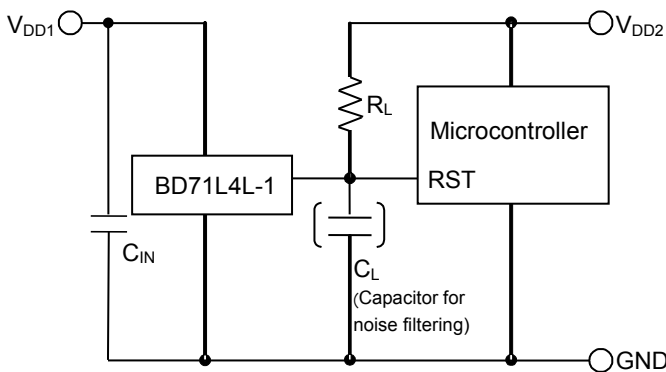 VDD1
VDD2
RL
Microcontroller
BD71L4L-1
RST
CIN
CL
(Capacitor for
noise filtering)
GND